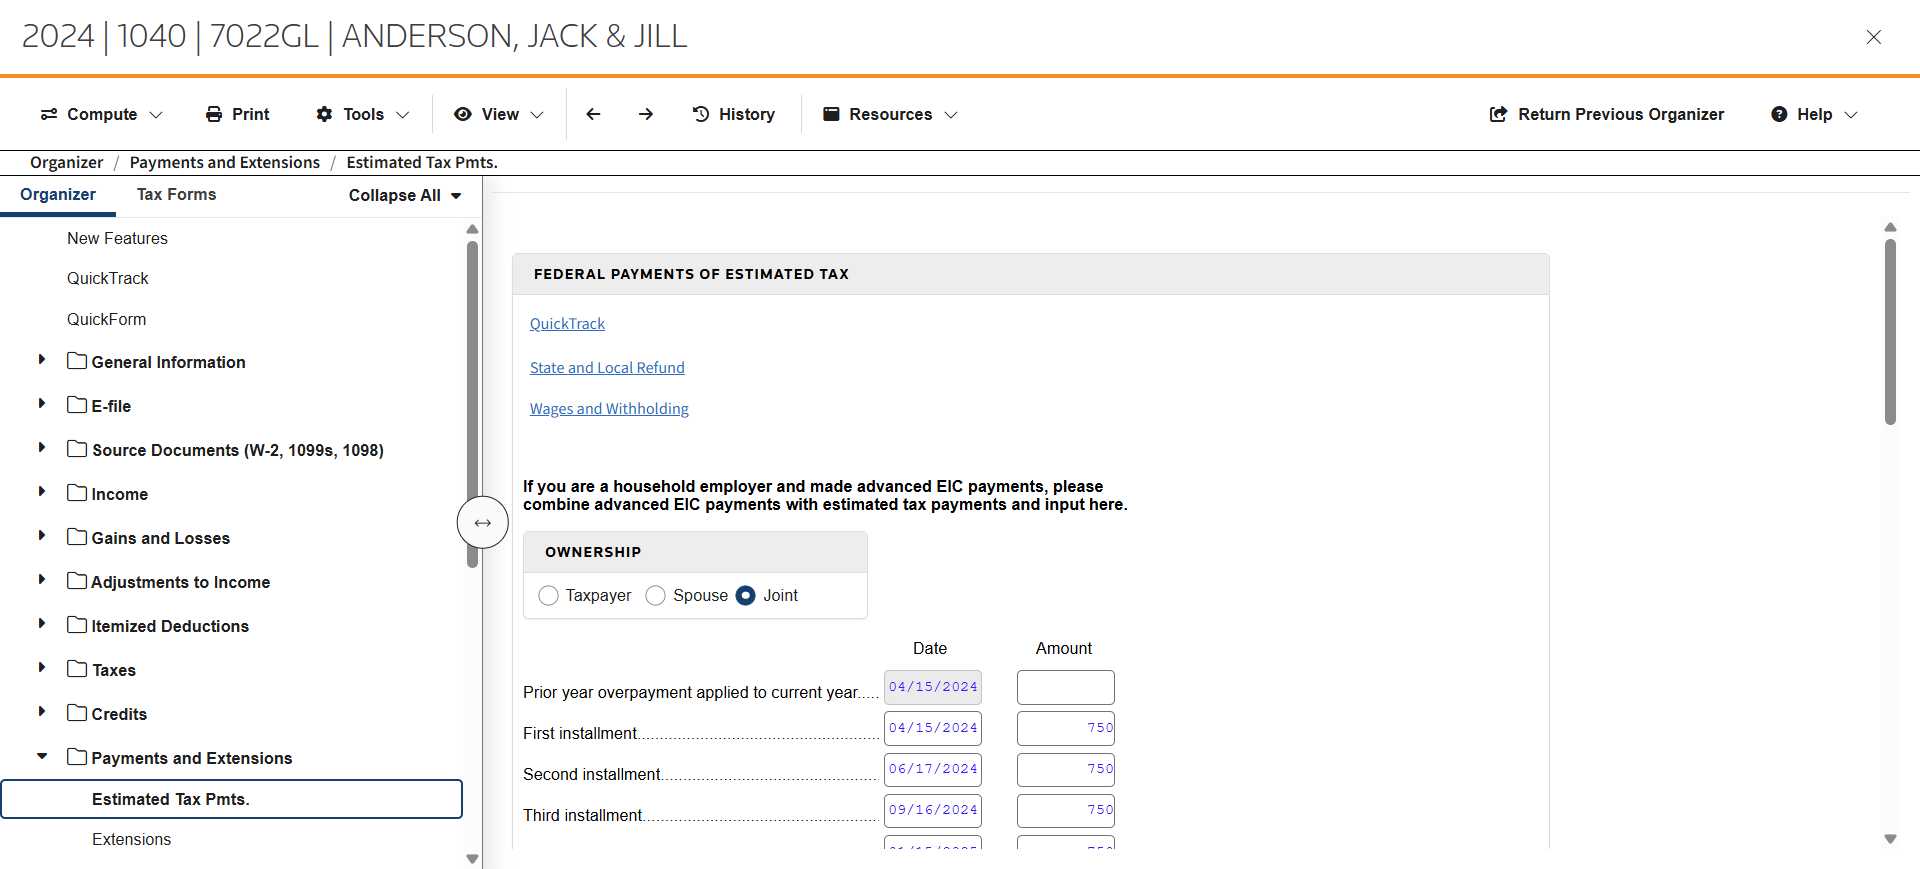 2024 | 1040 | 7022GL | ANDERSON, JACK & JILL
Compute Print Tools View History Resources Return Previous Organizer Help
Organizer / Payments and Extensions / Estimated Tax Pmts.
Organizer Tax Forms Collapse All
New Features
QuickTrack
QuickForm
General Information
E-file
Source Documents (W-2, 1099s, 1098)
Income
Gains and Losses
Adjustments to Income
Itemized Deductions
Taxes
Credits
Payments and Extensions
Estimated Tax Pmts.
Extensions
FEDERAL PAYMENTS OF ESTIMATED TAX
QuickTrack
State and Local Refund
Wages and Withholding
If you are a household employer and made advanced EIC payments, please
combine advanced EIC payments with estimated tax payments and input here.
OWNERSHIP
Taxpayer Spouse Joint
Date Amount
Prior year overpayment applied to current year..... 04/15/2024
First installment..................................................... 04/15/2024 750
Second installment................................................ 06/17/2024 750
Third installment.................................................... 09/16/2024 750